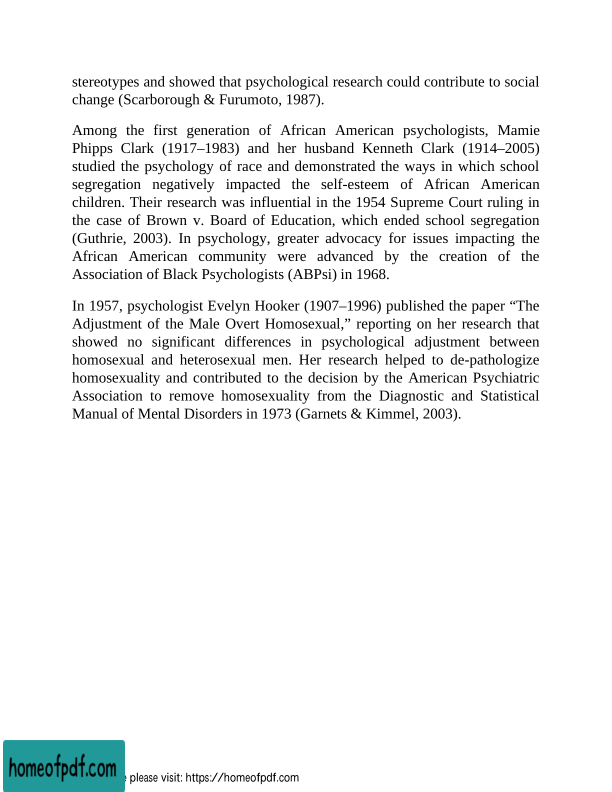 stereotypes and showed that psychological research could contribute to social
change (Scarborough & Furumoto, 1987).
Among the first generation of African American psychologists, Mamie
Phipps Clark (1917–1983) and her husband Kenneth Clark (1914–2005)
studied the psychology of race and demonstrated the ways in which school
segregation negatively impacted the self-esteem of African American
children. Their research was influential in the 1954 Supreme Court ruling in
the case of Brown v. Board of Education, which ended school segregation
(Guthrie, 2003). In psychology, greater advocacy for issues impacting the
African American community were advanced by the creation of the
Association of Black Psychologists (ABPsi) in 1968.
In 1957, psychologist Evelyn Hooker (1907–1996) published the paper “The
Adjustment of the Male Overt Homosexual,” reporting on her research that
showed no significant differences in psychological adjustment between
homosexual and heterosexual men. Her research helped to de-pathologize
homosexuality and contributed to the decision by the American Psychiatric
Association to remove homosexuality from the Diagnostic and Statistical
Manual of Mental Disorders in 1973 (Garnets & Kimmel, 2003).
homeofpdf.com
please visit: https://homeofpdf.com